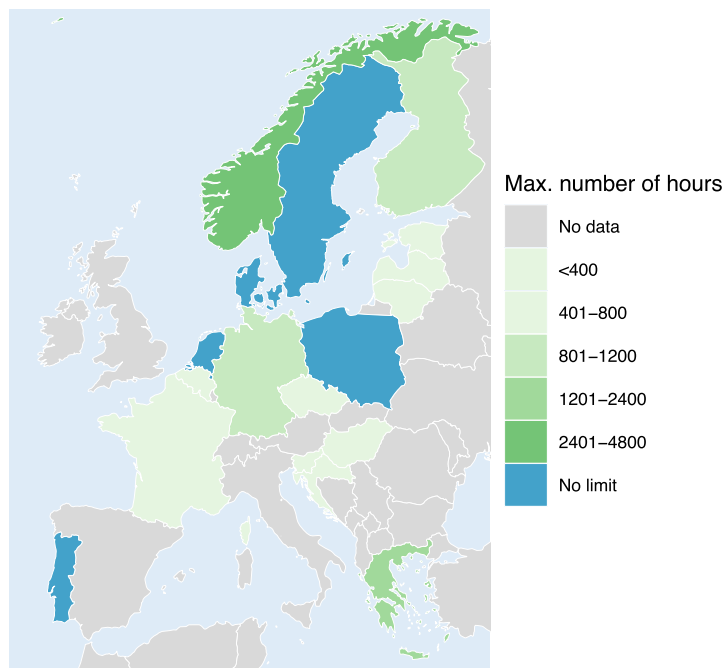 Max. number of hours
No data
<400
401–800
801–1200
1201–2400
2401–4800
No limit